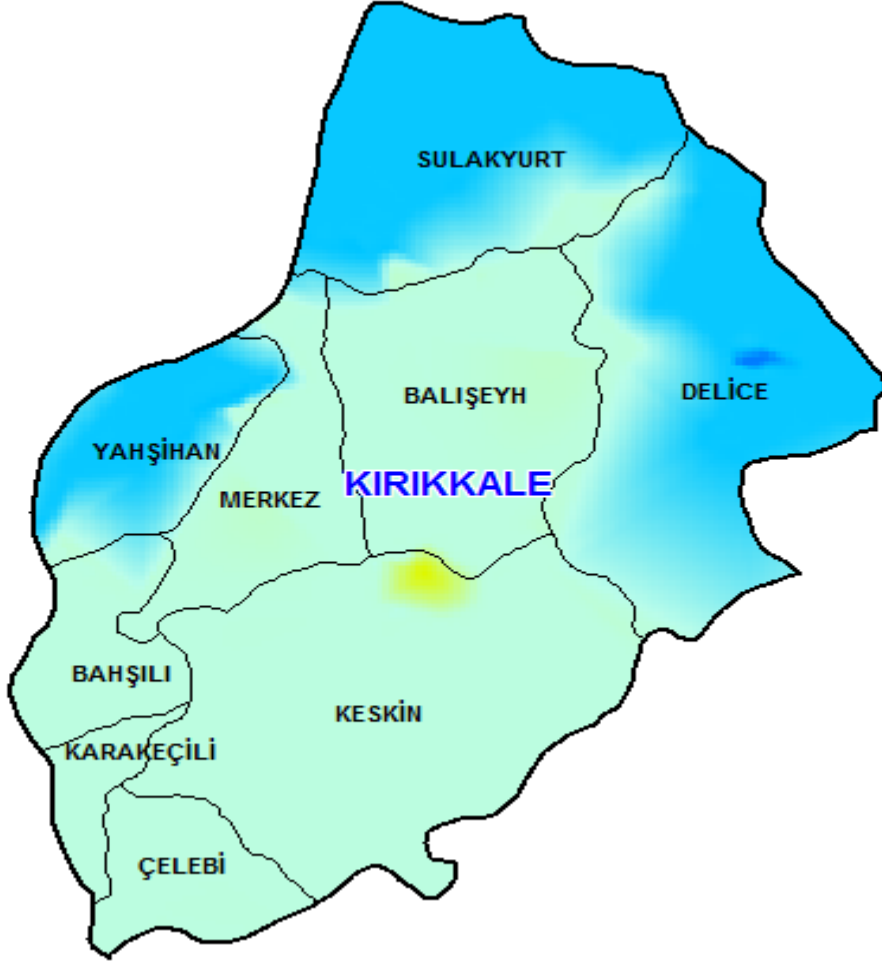 SULAKYURT
BALIŞEYH
DELİCE
YAHŞİHAN
KIRIKKALE
MERKEZ
BAHŞILI
KESKİN
KARAKEÇİLİ
ÇELEBİ